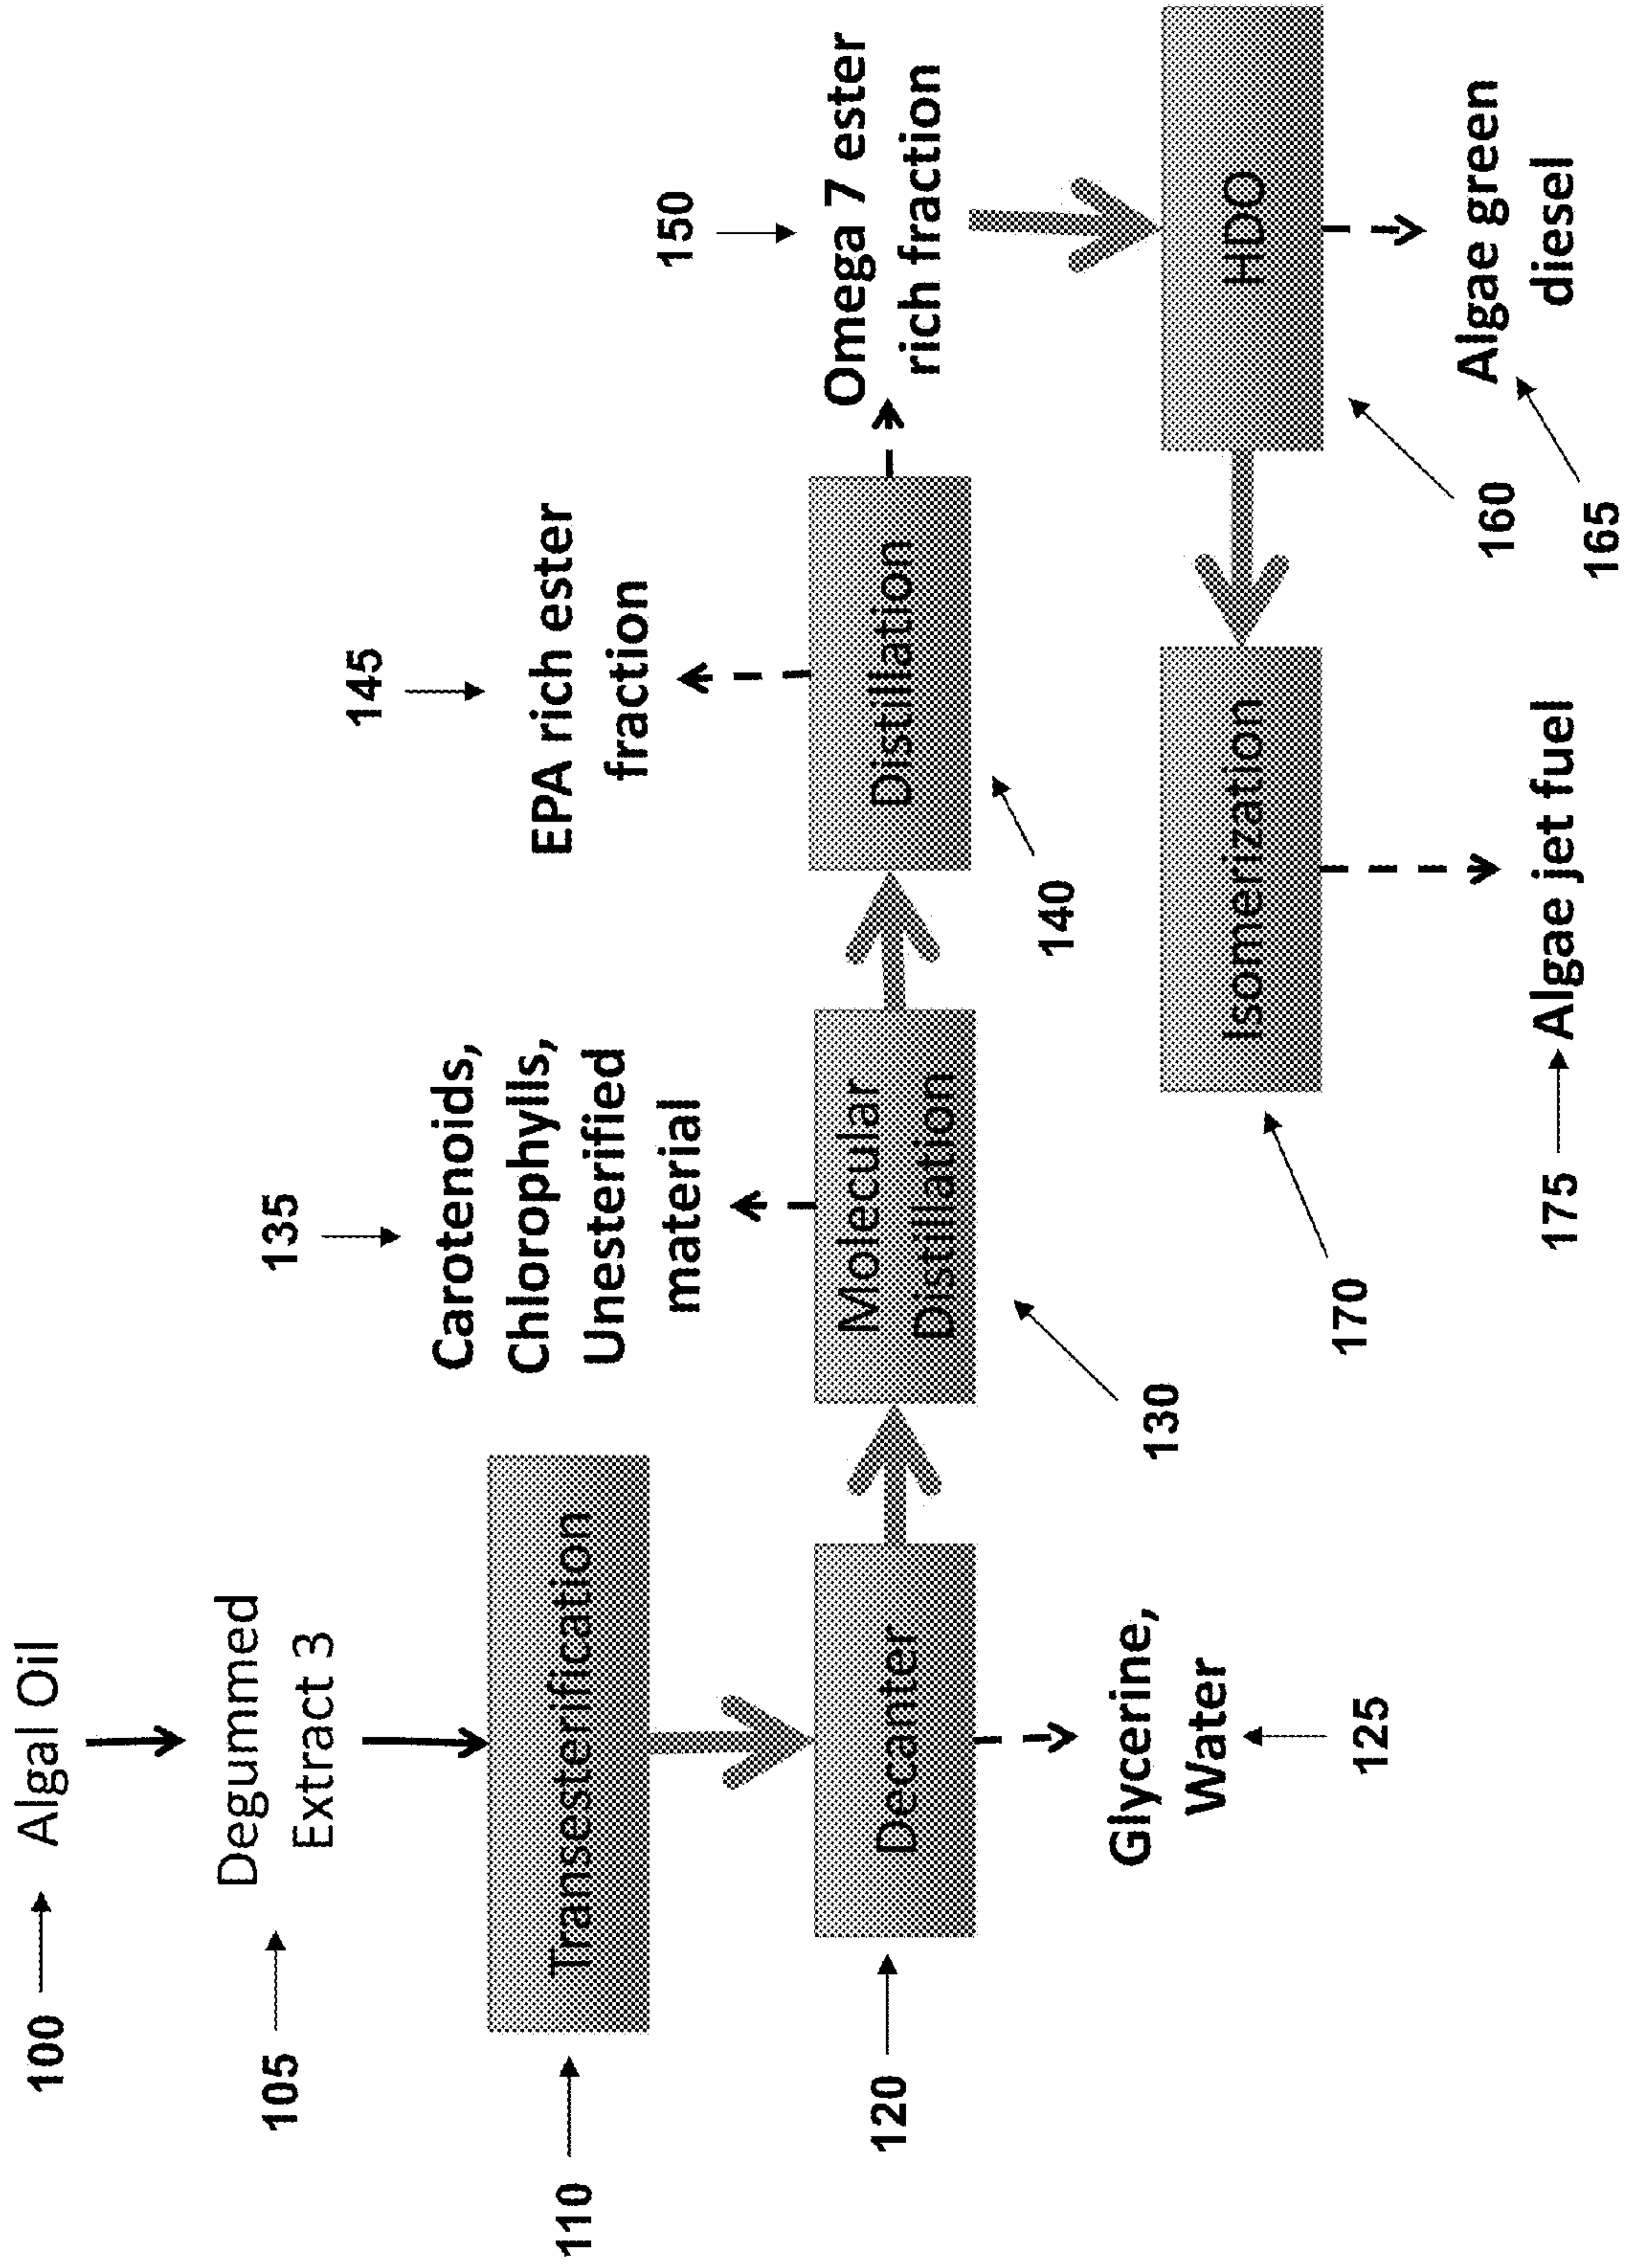 100
Algal Oil
105
Degummed
Extract 3
110
Transesterification
120
Decanter
Glycerine,
Water
125
135
Carotenoids,
Chlorophylls,
Unesterified
material
Molecular
Distillation
130
145
EPA rich ester
fraction
Distillation
140
150
Omega 7 ester
rich fraction
HDO
160
Algae green
diesel
165
Isomerization
170
175
Algae jet fuel